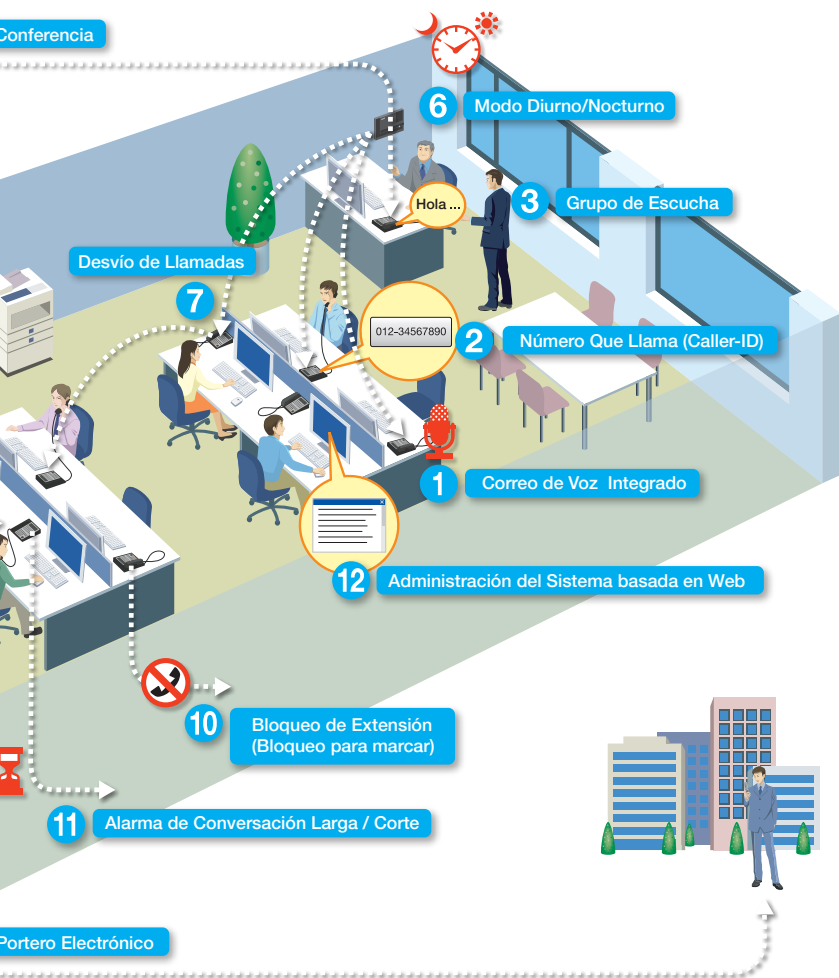 Conferencia
6 Modo Diurno/Nocturno
Hola ...
3 Grupo de Escucha
Desvío de Llamadas
7
012-34567890
2 Número Que Llama (Caller-ID)
1 Correo de Voz Integrado
12 Administración del Sistema basada en Web
10 Bloqueo de Extensión
(Bloqueo para marcar)
11 Alarma de Conversación Larga / Corte
Portero Electrónico